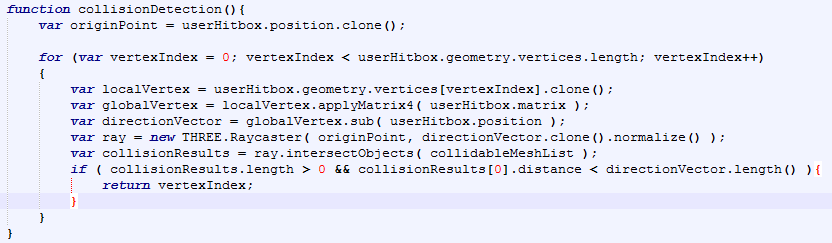 function collisionDetection(){
    var originPoint = userHitbox.position.clone();

    for (var vertexIndex = 0; vertexIndex < userHitbox.geometry.vertices.length; vertexIndex++)
    {
        var localVertex = userHitbox.geometry.vertices[vertexIndex].clone();
        var globalVertex = localVertex.applyMatrix4( userHitbox.matrix );
        var directionVector = globalVertex.sub( userHitbox.position );
        var ray = new THREE.Raycaster( originPoint, directionVector.clone().normalize() );
        var collisionResults = ray.intersectObjects( collidableMeshList );
        if ( collisionResults.length > 0 && collisionResults[0].distance < directionVector.length() ){
            return vertexIndex;
        }
    }
}